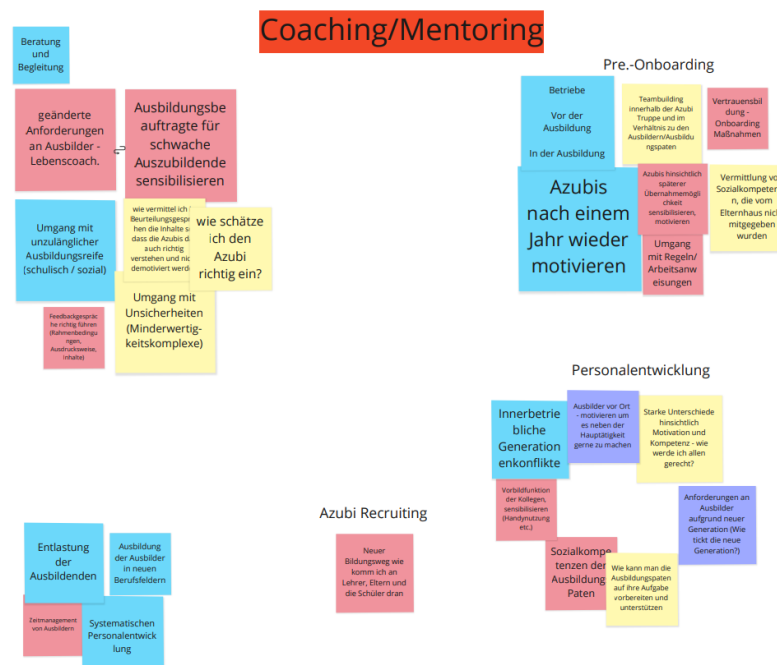 Coaching/Mentoring
Beratung
und
Begleitung
geänderte
Anforderungen
an Ausbilder -
Lebenscoach.
Ausbildungsbe
auftragte für
schwache
Auszubildende
sensibilisieren
Umgang mit
unzulänglicher
Ausbildungsreife
(schulisch / sozial)
wie vermittel ich
Beurteilungsgespr
hen die Inhalte s
dass die Azubis d
auch richtig
verstehen und nic
demotiviert werde
wie schätze
ich den
Azubi
richtig ein?
Feedbackgespräc
he richtig führen
(Rahmenbedingu
ngen,
Ausdrucksweise,
Inhalte)
Umgang mit
Unsicherheiten
(Minderwertig-
keitskomplexe)
Pre.-Onboarding
Betriebe
Vor der
Ausbildung
In der Ausbildung
Teambuilding
innerhalb der Azubi
Truppe und im
Verhältnis zu den
Ausbildern/Ausbildu
ngspaten
Vertrauensbil
dung -
Onboarding
Maßnahmen
Azubis
nach einem
Jahr wieder
motivieren
Azubis hinsichtlich
späterer
Übernahmemögli
chkeit
sensibilisieren,
motivieren
Vermittlung vo
Sozialkompeten
n, die vom
Elternhaus nich
mitgegeben
wurden
Umgang
mit Regeln/
Arbeitsanw
eisungen
Personalentwicklung
Innerbetrie
bliche
Generation
enkonflikte
Ausbilder vor Ort
- motivieren um
es neben der
Hauptätigkeit
gerne zu machen
Starke Unterschiede
hinsichtlich
Motivation und
Kompetenz - wie
werde ich allen
gerecht?
Vorbildfunktion
der Kollegen,
sensibilisieren
(Handynutzung
etc.)
Anforderungen an
Ausbilder
aufgrund neuer
Generation (Wie
tickt die neue
Generation?)
Sozialkompe
tenzen der
Ausbildung
Paten
Wie kann man die
Ausbildungspaten
auf ihre Aufgabe
vorbereiten und
unterstützen
Azubi Recruiting
Neuer
Bildungsweg wie
komm ich an
Lehrer, Eltern und
die Schüler dran
Entlastung
der
Ausbildenden
Ausbildung
der Ausbilder
in neuen
Berufsfeldern
Zeitmanagement
von Ausbildern
Systematischen
Personalentwick
lung